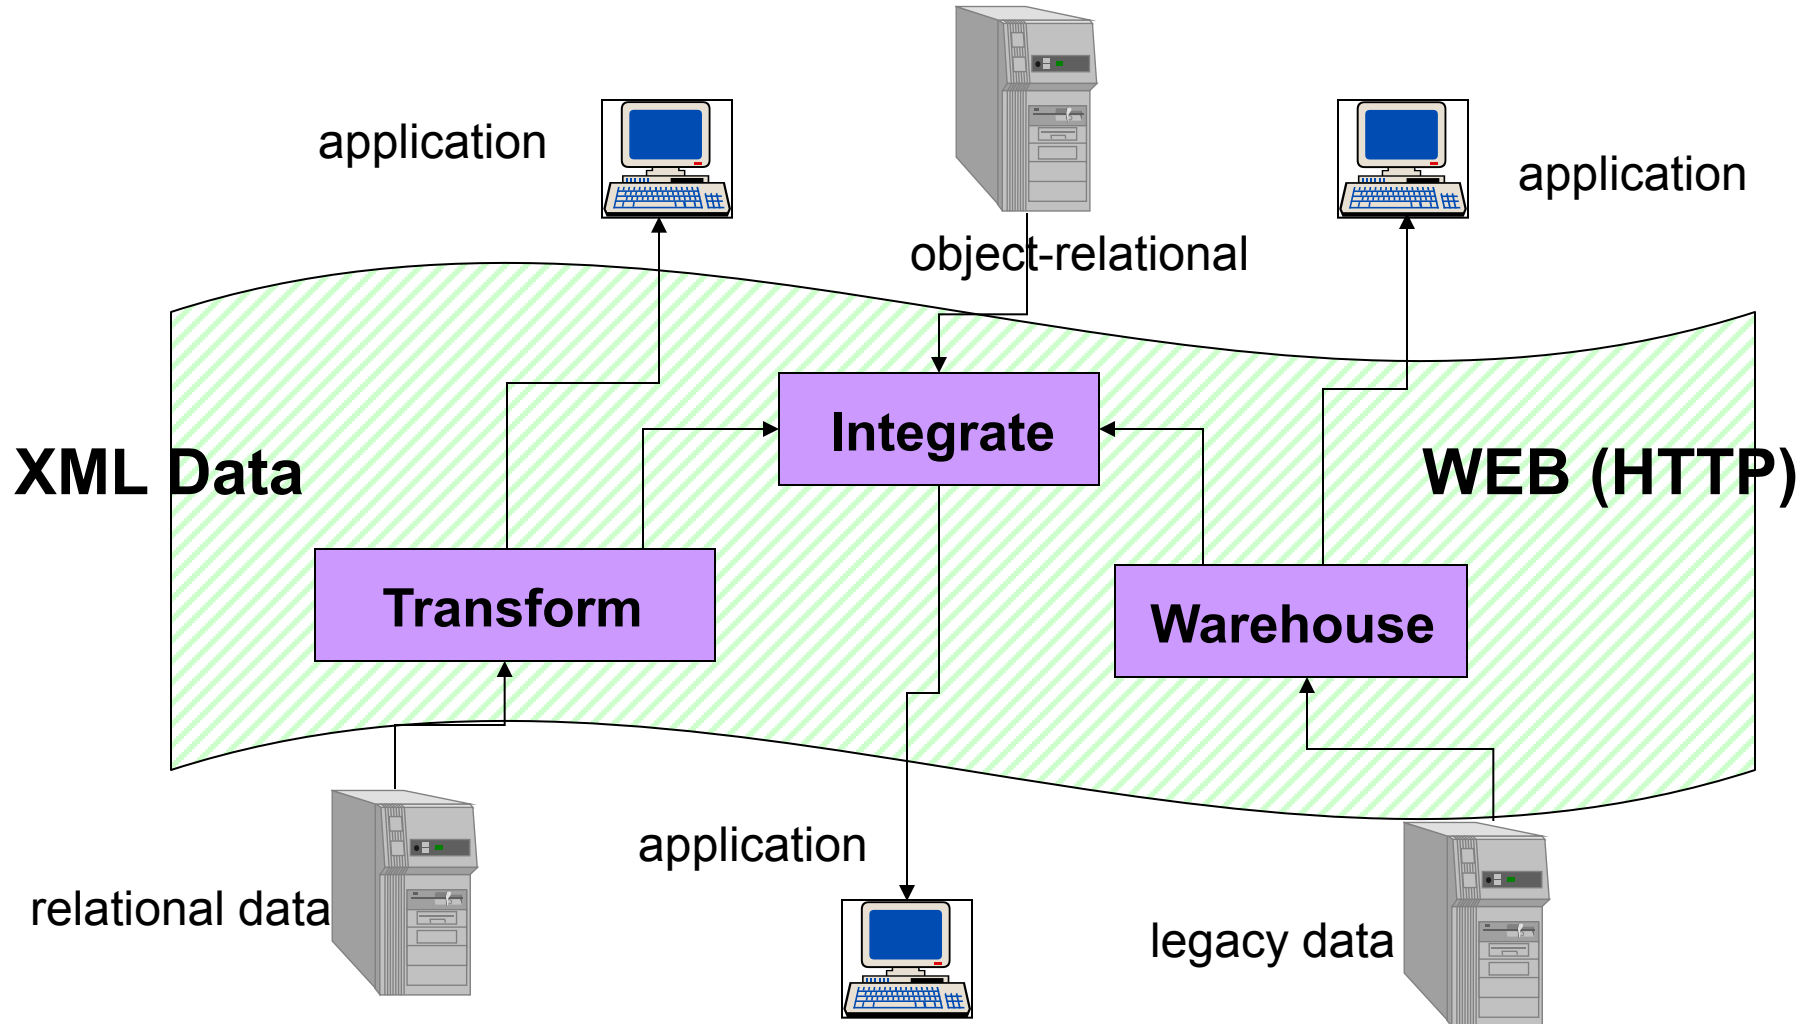 application
application
object-relational
Integrate
XML Data
WEB (HTTP)
Transform
Warehouse
application
relational data
legacy data